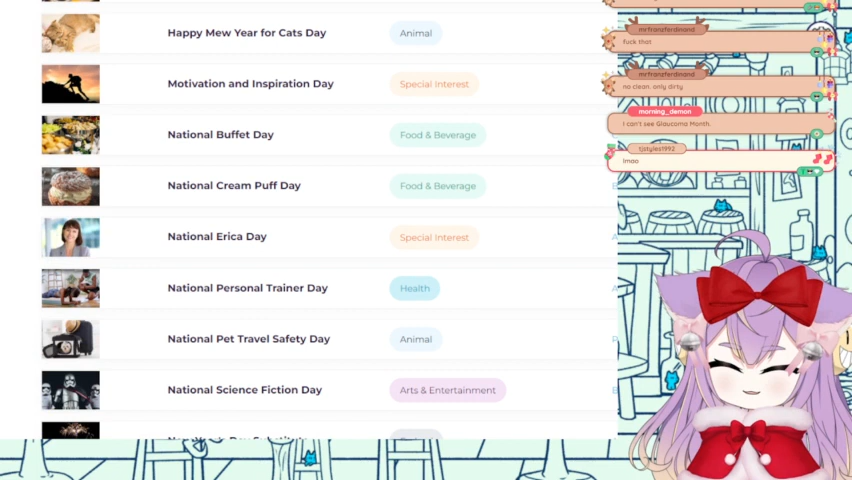 Happy Mew Year for Cats Day
Animal
Motivation and Inspiration Day
Special Interest
National Buffet Day
Food & Beverage
National Cream Puff Day
Food & Beverage
National Erica Day
Special Interest
National Personal Trainer Day
Health
National Pet Travel Safety Day
Animal
National Science Fiction Day
Arts & Entertainment
mrfranzferdinand
fuck that
mrfranzferdinand
no clean. only dirty
morning_demon
I can't see Glaucoma Month.
tjstyles1992
lmao